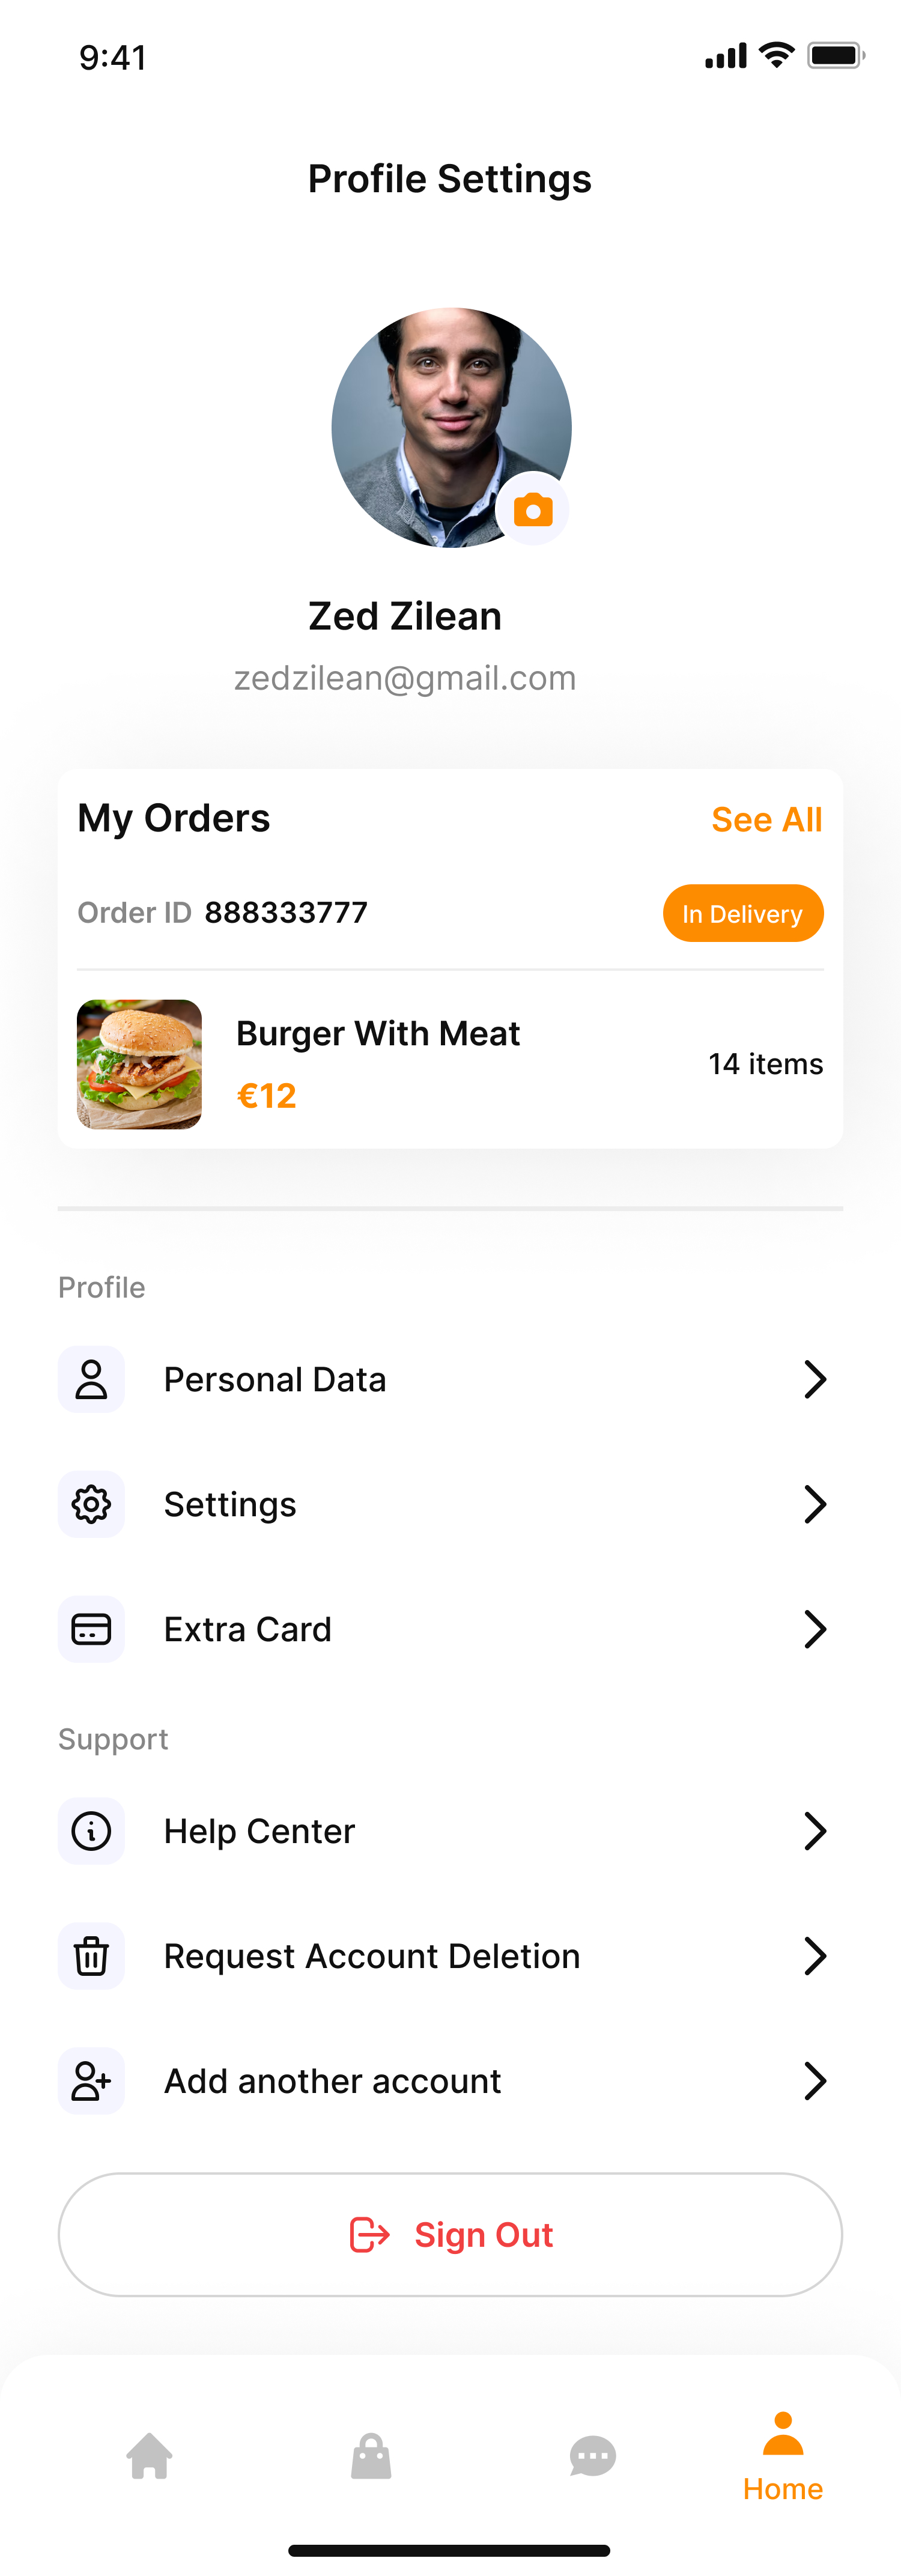 9:41
Profile Settings
Zed Zilean
zedzilean@gmail.com
My Orders
See All
Order ID 888333777
In Delivery
Burger With Meat
€12
14 items
Profile
Personal Data
Settings
Extra Card
Support
Help Center
Request Account Deletion
Add another account
Sign Out
Home